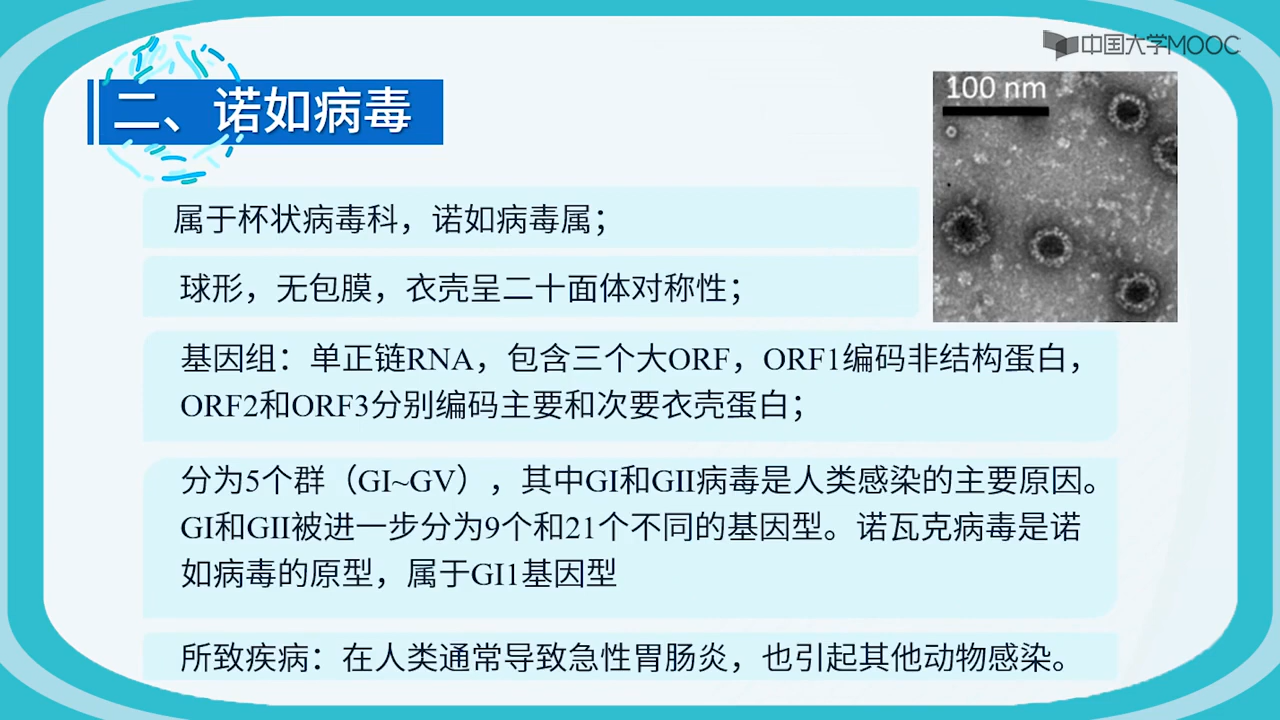 中国大学MOOC
二、诺如病毒
100 nm
属于杯状病毒科，诺如病毒属；
球形，无包膜，衣壳呈二十面体对称性；
基因组：单正链RNA，包含三个大ORF，ORF1编码非结构蛋白，
ORF2和ORF3分别编码主要和次要衣壳蛋白；
分为5个群（GI~GV），其中GI和GII病毒是人类感染的主要原因。
GI和GII被进一步分为9个和21个不同的基因型。诺瓦克病毒是诺
如病毒的原型，属于GI1基因型
所致疾病：在人类通常导致急性胃肠炎，也引起其他动物感染。